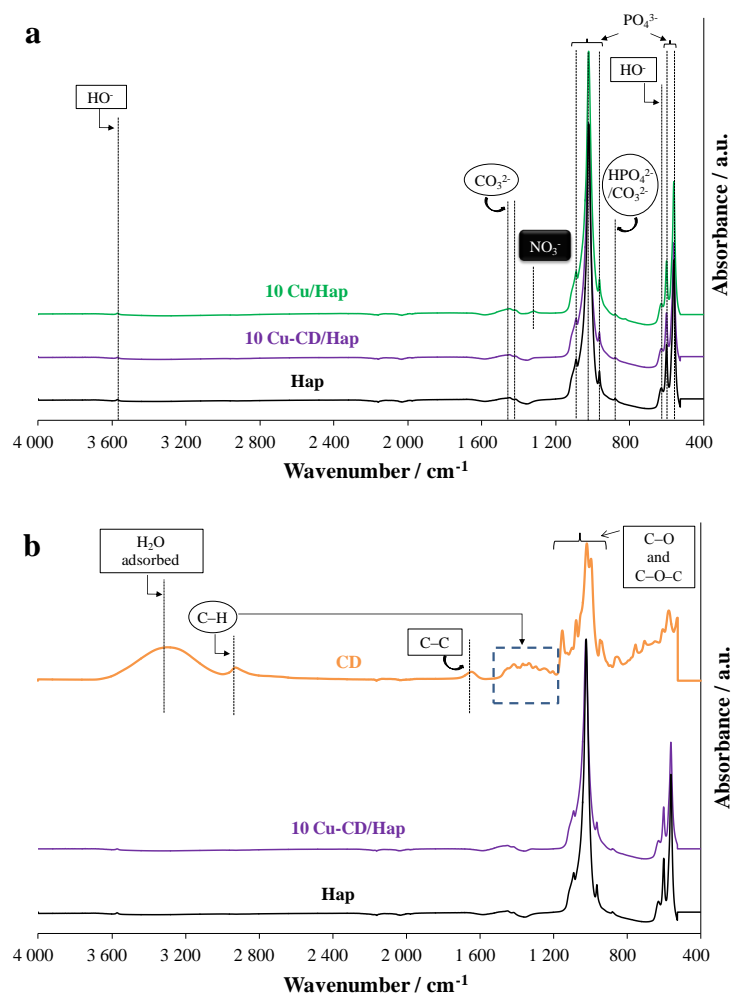 a
PO₄³⁻
HO⁻
HO⁻
CO₃²⁻
HPO₄²⁻
/CO₃²⁻
NO₃⁻
10 Cu/Hap
10 Cu-CD/Hap
Hap
Absorbance / a.u.
4 000 3 600 3 200 2 800 2 400 2 000 1 600 1 200 800 400
Wavenumber / cm⁻¹
b
H₂O
adsorbed
C–O
and
C–O–C
C–H
C–C
CD
10 Cu-CD/Hap
Hap
Absorbance / a.u.
4 000 3 600 3 200 2 800 2 400 2 000 1 600 1 200 800 400
Wavenumber / cm⁻¹